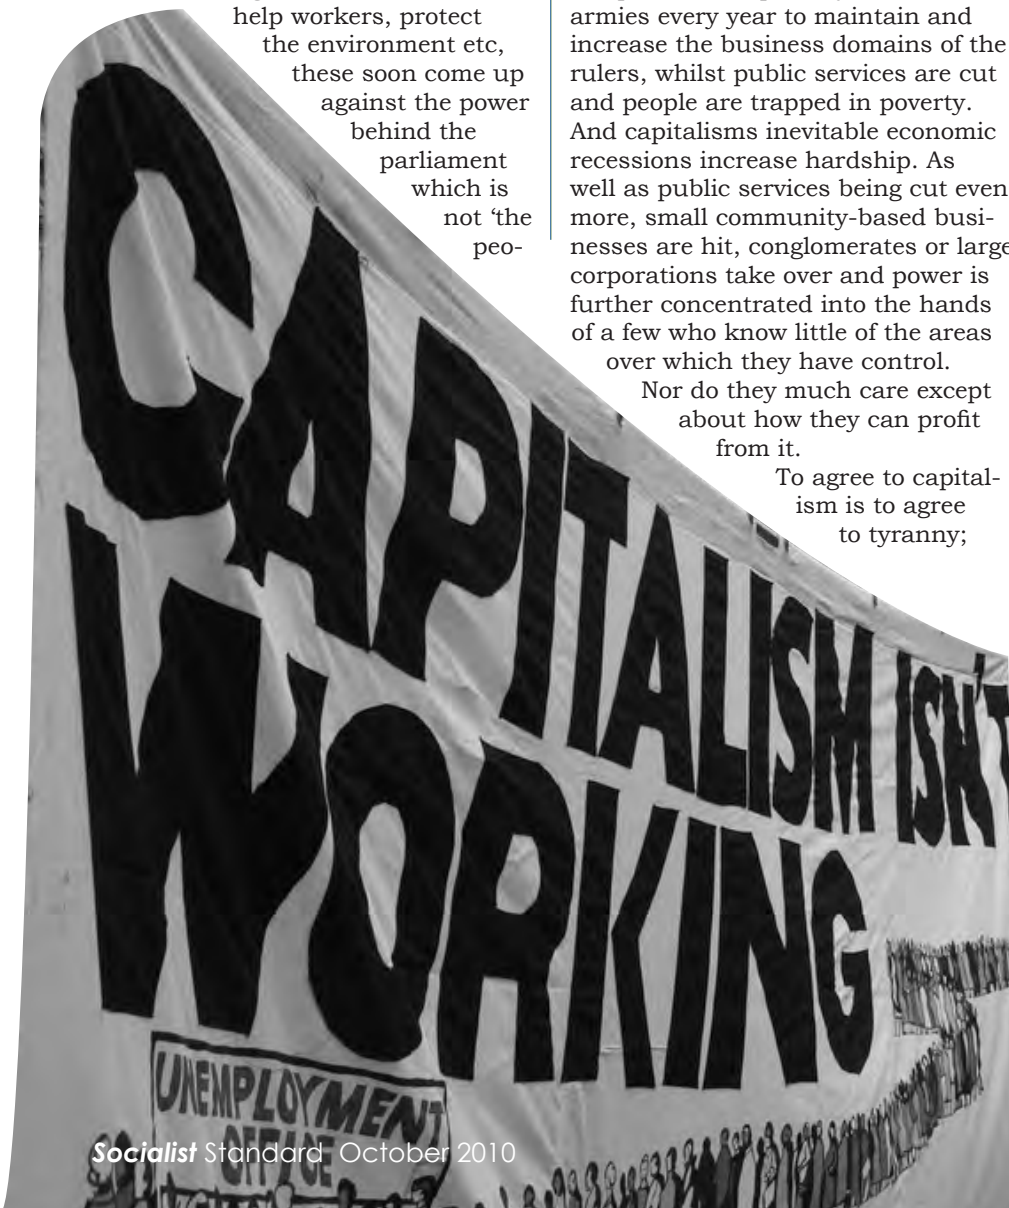 help workers, protect
the environment etc,
these soon come up
against the power
behind the
parliament
which is
not ‘the
peo-
armies every year to maintain and
increase the business domains of the
rulers, whilst public services are cut
and people are trapped in poverty.
And capitalisms inevitable economic
recessions increase hardship. As
well as public services being cut even
more, small community-based busi-
nesses are hit, conglomerates or large
corporations take over and power is
further concentrated into the hands
of a few who know little of the areas
over which they have control.
Nor do they much care except
about how they can profit
from it.
To agree to capital-
ism is to agree
to tyranny;
CAPITALISM ISN'T
WORKING
UNEMPLOYMENT
OFFICE
Socialist Standard October 2010